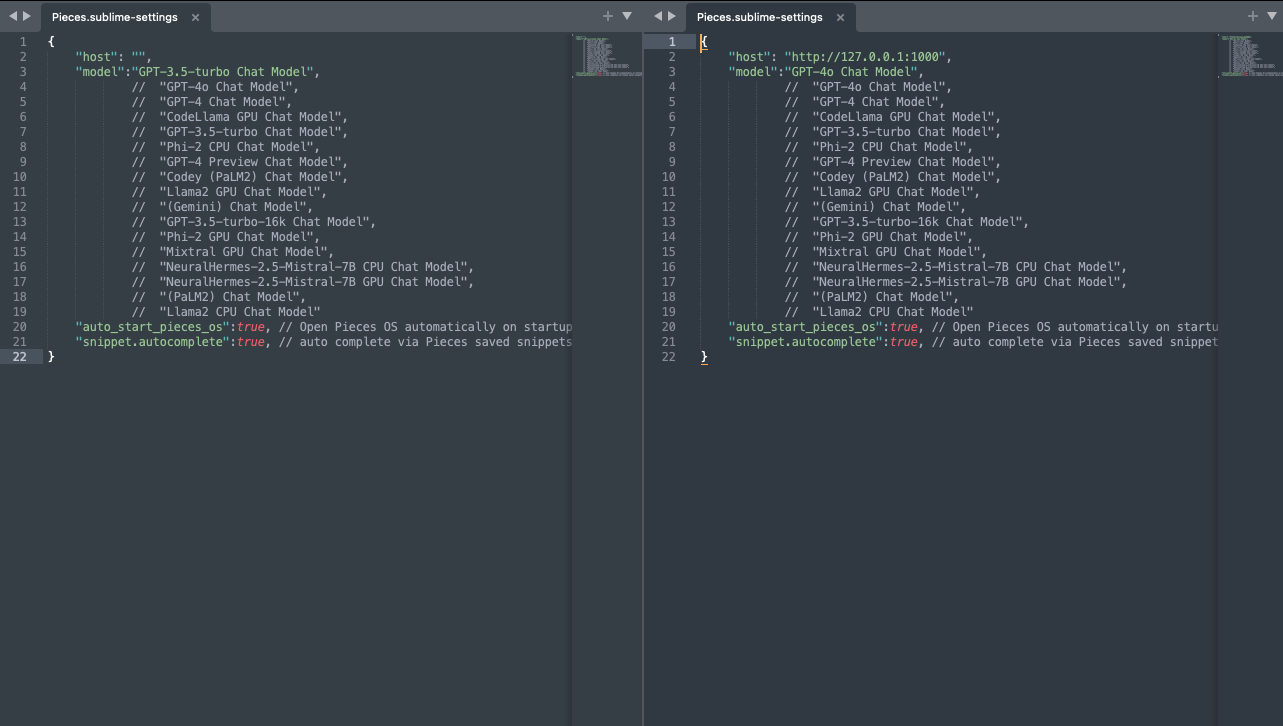 Pieces.sublime-settings ×
1 {
2 "host": "",
3 "model":"GPT-3.5-turbo Chat Model",
4 // "GPT-4o Chat Model",
5 // "GPT-4 Chat Model",
6 // "CodeLlama GPU Chat Model",
7 // "GPT-3.5-turbo Chat Model",
8 // "Phi-2 CPU Chat Model",
9 // "GPT-4 Preview Chat Model",
10 // "Codey (PaLM2) Chat Model",
11 // "Llama2 GPU Chat Model",
12 // "(Gemini) Chat Model",
13 // "GPT-3.5-turbo-16k Chat Model",
14 // "Phi-2 GPU Chat Model",
15 // "Mixtral GPU Chat Model",
16 // "NeuralHermes-2.5-Mistral-7B CPU Chat Model",
17 // "NeuralHermes-2.5-Mistral-7B GPU Chat Model",
18 // "(PaLM2) Chat Model",
19 // "Llama2 CPU Chat Model"
20 "auto_start_pieces_os":true, // Open Pieces OS automatically on startup
21 "snippet.autocomplete":true, // auto complete via Pieces saved snippets
22 }
Pieces.sublime-settings ×
1 {
2 "host": "http://127.0.0.1:1000",
3 "model":"GPT-4o Chat Model",
4 // "GPT-4o Chat Model",
5 // "GPT-4 Chat Model",
6 // "CodeLlama GPU Chat Model",
7 // "GPT-3.5-turbo Chat Model",
8 // "Phi-2 CPU Chat Model",
9 // "GPT-4 Preview Chat Model",
10 // "Codey (PaLM2) Chat Model",
11 // "Llama2 GPU Chat Model",
12 // "(Gemini) Chat Model",
13 // "GPT-3.5-turbo-16k Chat Model",
14 // "Phi-2 GPU Chat Model",
15 // "Mixtral GPU Chat Model",
16 // "NeuralHermes-2.5-Mistral-7B CPU Chat Model",
17 // "NeuralHermes-2.5-Mistral-7B GPU Chat Model",
18 // "(PaLM2) Chat Model",
19 // "Llama2 CPU Chat Model"
20 "auto_start_pieces_os":true, // Open Pieces OS automatically on startu
21 "snippet.autocomplete":true, // auto complete via Pieces saved snippet
22 }